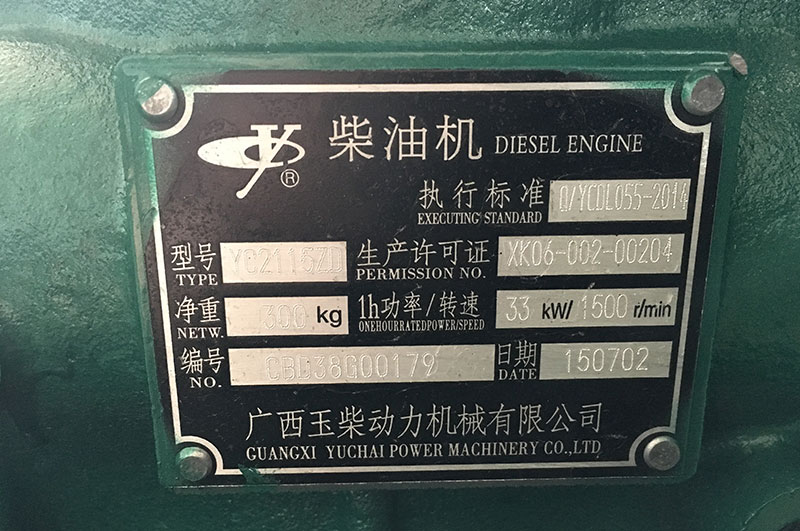 柴油机 DIESEL ENGINE
®
执行标准 Q/YCDL055-2014
EXECUTING STANDARD
型号 YC2115ZD 生产许可证 XK06-002-00204
TYPE PERMISSION NO.
净重 300 kg 1h功率/转速 33 kW/ 1500 r/min
NETW. ONEHOURRATEDPOWER/SPEED
编号 CBG38G00179 日期 150702
NO. DATE
广西玉柴动力机械有限公司
GUANGXI YUCHAI POWER MACHINERY CO.,LTD